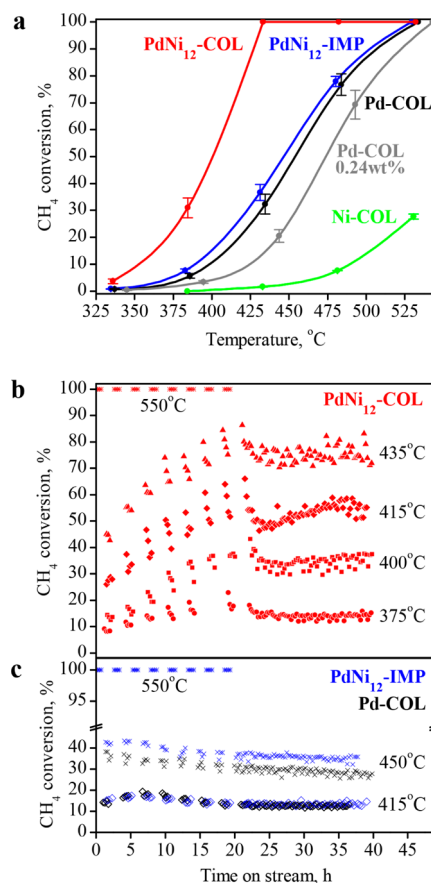 a
PdNi12-COL
PdNi12-IMP
Pd-COL
Pd-COL
0.24wt%
Ni-COL
CH4 conversion, %
100
90
80
70
60
50
40
30
20
10
0
325 350 375 400 425 450 475 500 525
Temperature, °C
b
PdNi12-COL
550°C
435°C
415°C
400°C
375°C
CH4 conversion, %
100
90
80
70
60
50
40
30
20
10
0
c
PdNi12-IMP
Pd-COL
550°C
450°C
415°C
CH4 conversion, %
100
95
40
30
20
10
0
0 5 10 15 20 25 30 35 40
Time on stream, h